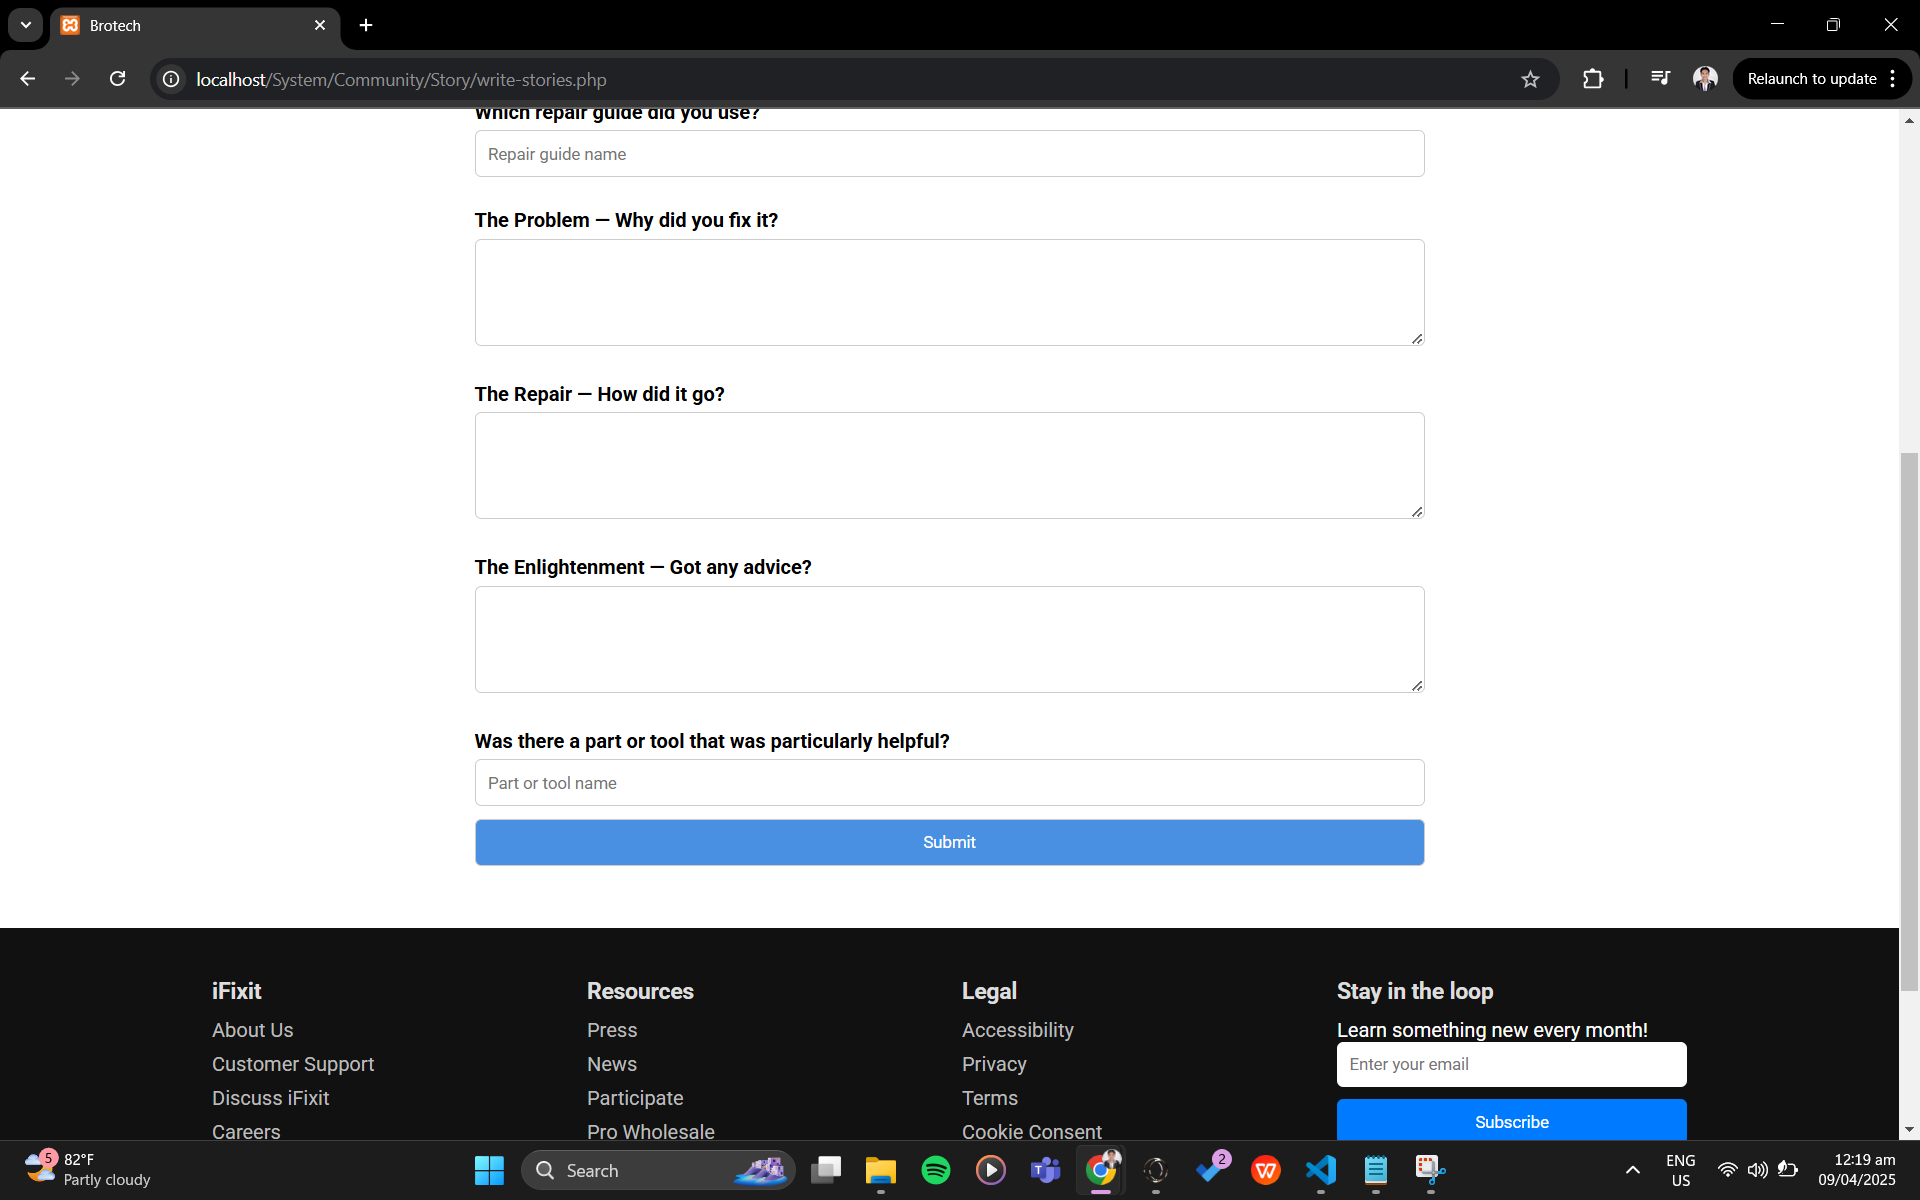 Brotech
localhost/System/Community/Story/write-stories.php
Relaunch to update
Which repair guide did you use?
Repair guide name
The Problem — Why did you fix it?
The Repair — How did it go?
The Enlightenment — Got any advice?
Was there a part or tool that was particularly helpful?
Part or tool name
Submit
iFixit
About Us
Customer Support
Discuss iFixit
Careers
Resources
Press
News
Participate
Pro Wholesale
Legal
Accessibility
Privacy
Terms
Cookie Consent
Stay in the loop
Learn something new every month!
Enter your email
Subscribe
5
82°F
Partly cloudy
Search
2
ENG
US
12:19 am
09/04/2025